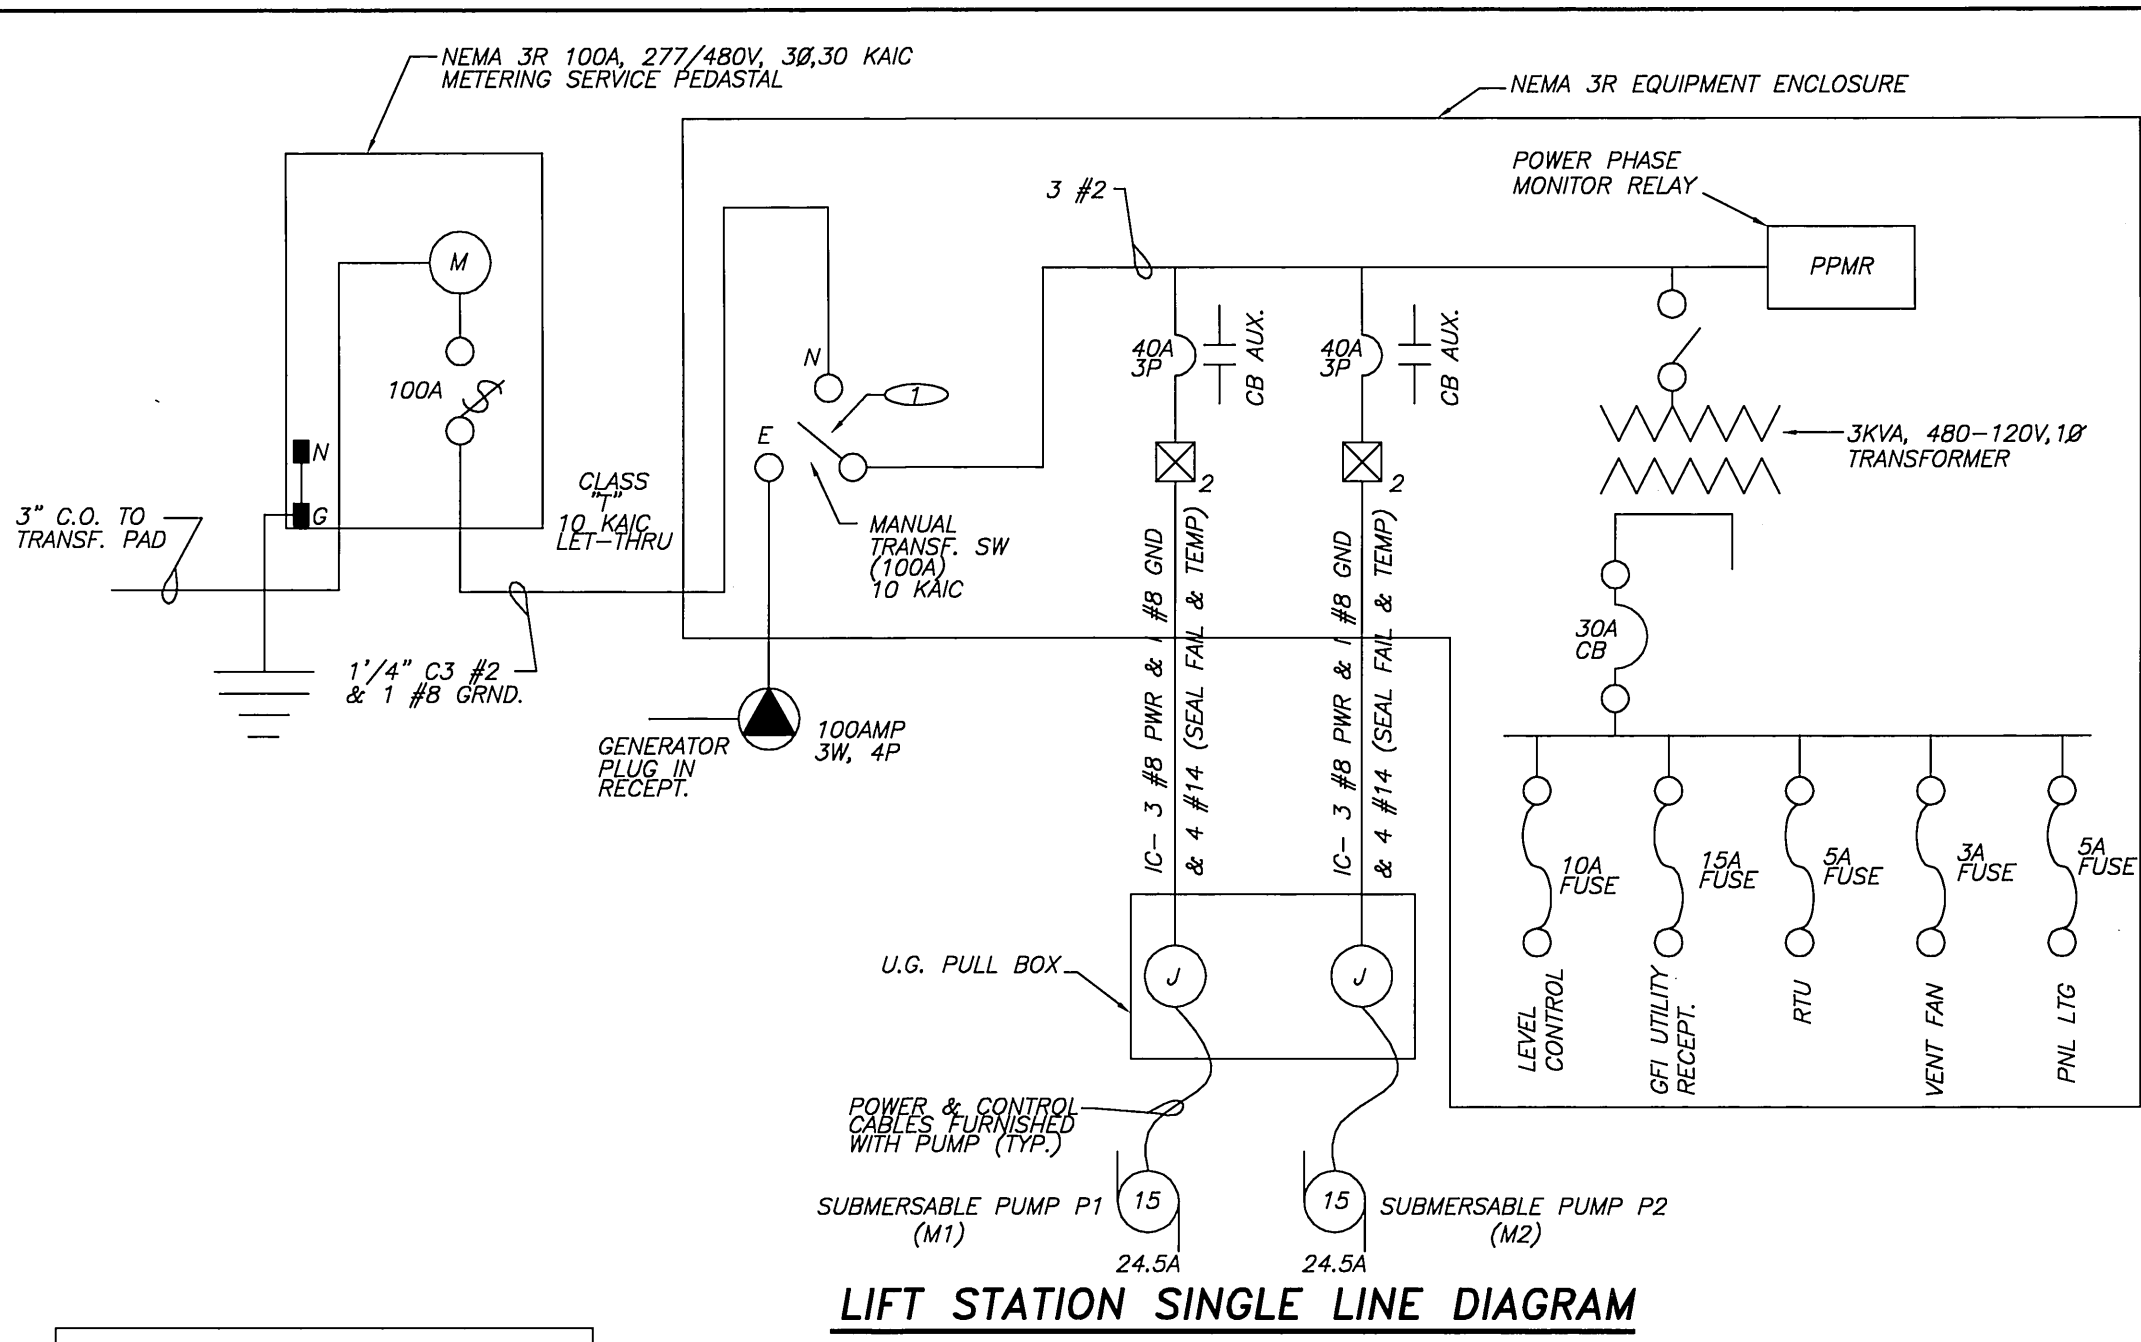 NEMA 3R 100A, 277/480V, 3Ø,30 KAIC
METERING SERVICE PEDASTAL
NEMA 3R EQUIPMENT ENCLOSURE
POWER PHASE
MONITOR RELAY
PPMR
3 #2
M
100A
N
G
3" C.O. TO
TRANSF. PAD
1'/4" C3 #2
& 1 #8 GRND.
CLASS
"T"
10 KAIC
LET-THRU
N
1
E
MANUAL
TRANSF. SW
(100A)
10 KAIC
GENERATOR
PLUG IN
RECEPT.
100AMP
3W, 4P
40A
3P
CB AUX.
40A
3P
CB AUX.
2
2
IC- 3 #8 PWR & 1 #8 GND
& 4 #14 (SEAL FAIL & TEMP)
IC- 3 #8 PWR & 1 #8 GND
& 4 #14 (SEAL FAIL & TEMP)
3KVA, 480-120V,1Ø
TRANSFORMER
30A
CB
10A
FUSE
15A
FUSE
5A
FUSE
3A
FUSE
5A
FUSE
LEVEL
CONTROL
GFI UTILITY
RECEPT.
RTU
VENT FAN
PNL LTG
U.G. PULL BOX
J
J
POWER & CONTROL
CABLES FURNISHED
WITH PUMP (TYP.)
SUBMERSABLE PUMP P1
(M1)
15
24.5A
15
24.5A
SUBMERSABLE PUMP P2
(M2)
LIFT STATION SINGLE LINE DIAGRAM